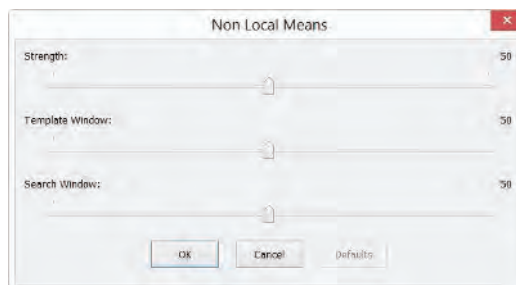 Non Local Means
Strength: 50
Template Window: 50
Search Window: 50
OK Cancel Defaults